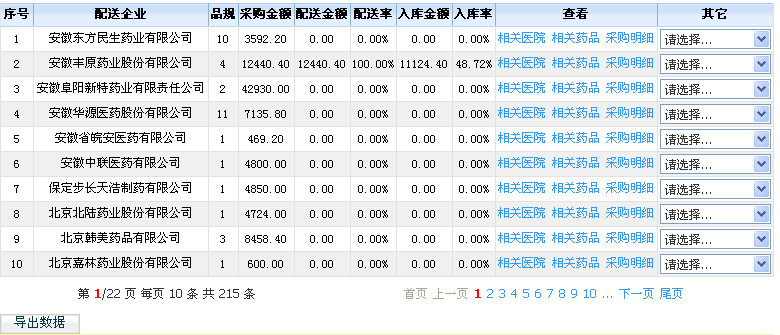 序号 配送企业 品规 采购金额 配送金额 配送率 入库金额 入库率 查看 其它
1 安徽东方民生药业有限公司 10 3592.20 0.00 0.00% 0.00 0.00% 相关医院 相关药品 采购明细 请选择...
2 安徽丰原药业股份有限公司 4 12440.40 12440.40 100.00% 11124.40 48.72% 相关医院 相关药品 采购明细 请选择...
3 安徽阜阳新特药业有限责任公司 2 42930.00 0.00 0.00% 0.00 0.00% 相关医院 相关药品 采购明细 请选择...
4 安徽华源医药股份有限公司 11 7135.80 0.00 0.00% 0.00 0.00% 相关医院 相关药品 采购明细 请选择...
5 安徽省皖安医药有限公司 1 469.20 0.00 0.00% 0.00 0.00% 相关医院 相关药品 采购明细 请选择...
6 安徽中联医药有限公司 1 4800.00 0.00 0.00% 0.00 0.00% 相关医院 相关药品 采购明细 请选择...
7 保定步长天浩制药有限公司 1 4850.00 0.00 0.00% 0.00 0.00% 相关医院 相关药品 采购明细 请选择...
8 北京北陆药业股份有限公司 1 4724.00 0.00 0.00% 0.00 0.00% 相关医院 相关药品 采购明细 请选择...
9 北京韩美药品有限公司 3 8458.40 0.00 0.00% 0.00 0.00% 相关医院 相关药品 采购明细 请选择...
10 北京嘉林药业股份有限公司 1 600.00 0.00 0.00% 0.00 0.00% 相关医院 相关药品 采购明细 请选择...
第 1/22 页 每页 10 条 共 215 条 首页 上一页 1 2 3 4 5 6 7 8 9 10 ... 下一页 尾页
导出数据